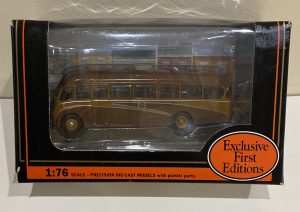 Exclusive
First
Editions
1:76 SCALE – PRECISION DIE-CAST MODELS with plastic parts